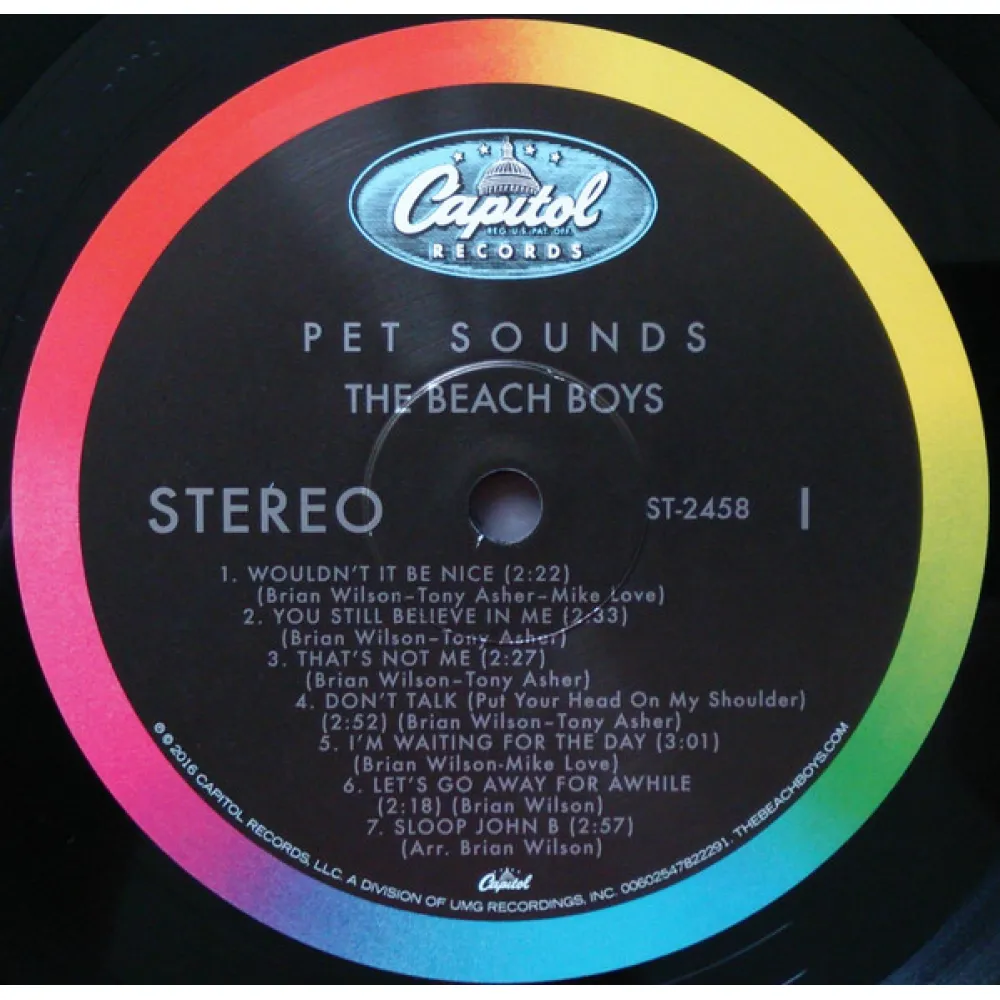 Capitol
REG. U.S. PAT. OFF.
RECORDS
PET SOUNDS
THE BEACH BOYS
STEREO
ST-2458 I
1. WOULDN'T IT BE NICE (2:22)
(Brian Wilson–Tony Asher–Mike Love)
2. YOU STILL BELIEVE IN ME (2:33)
(Brian Wilson–Tony Asher)
3. THAT'S NOT ME (2:27)
(Brian Wilson–Tony Asher)
4. DON'T TALK (Put Your Head On My Shoulder)
(2:52) (Brian Wilson–Tony Asher)
5. I'M WAITING FOR THE DAY (3:01)
(Brian Wilson-Mike Love)
6. LET'S GO AWAY FOR AWHILE
(2:18) (Brian Wilson)
7. SLOOP JOHN B (2:57)
(Arr. Brian Wilson)
Capitol
℗ © 2016 CAPITOL RECORDS, LLC. A DIVISION OF UMG RECORDINGS, INC. 00602547822291. THEBEACHBOYS.COM